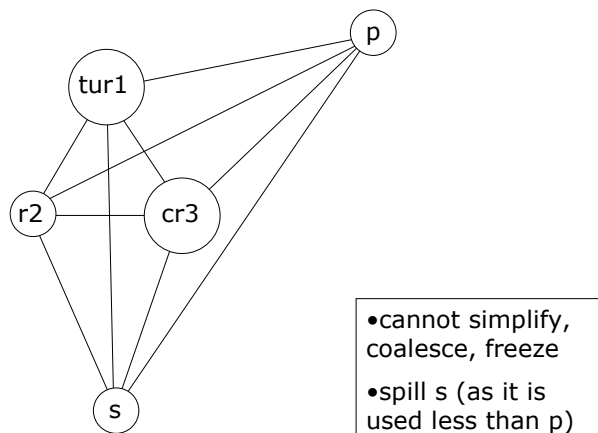 p
tur1
r2
cr3
s
•cannot simplify,
coalesce, freeze
•spill s (as it is
used less than p)